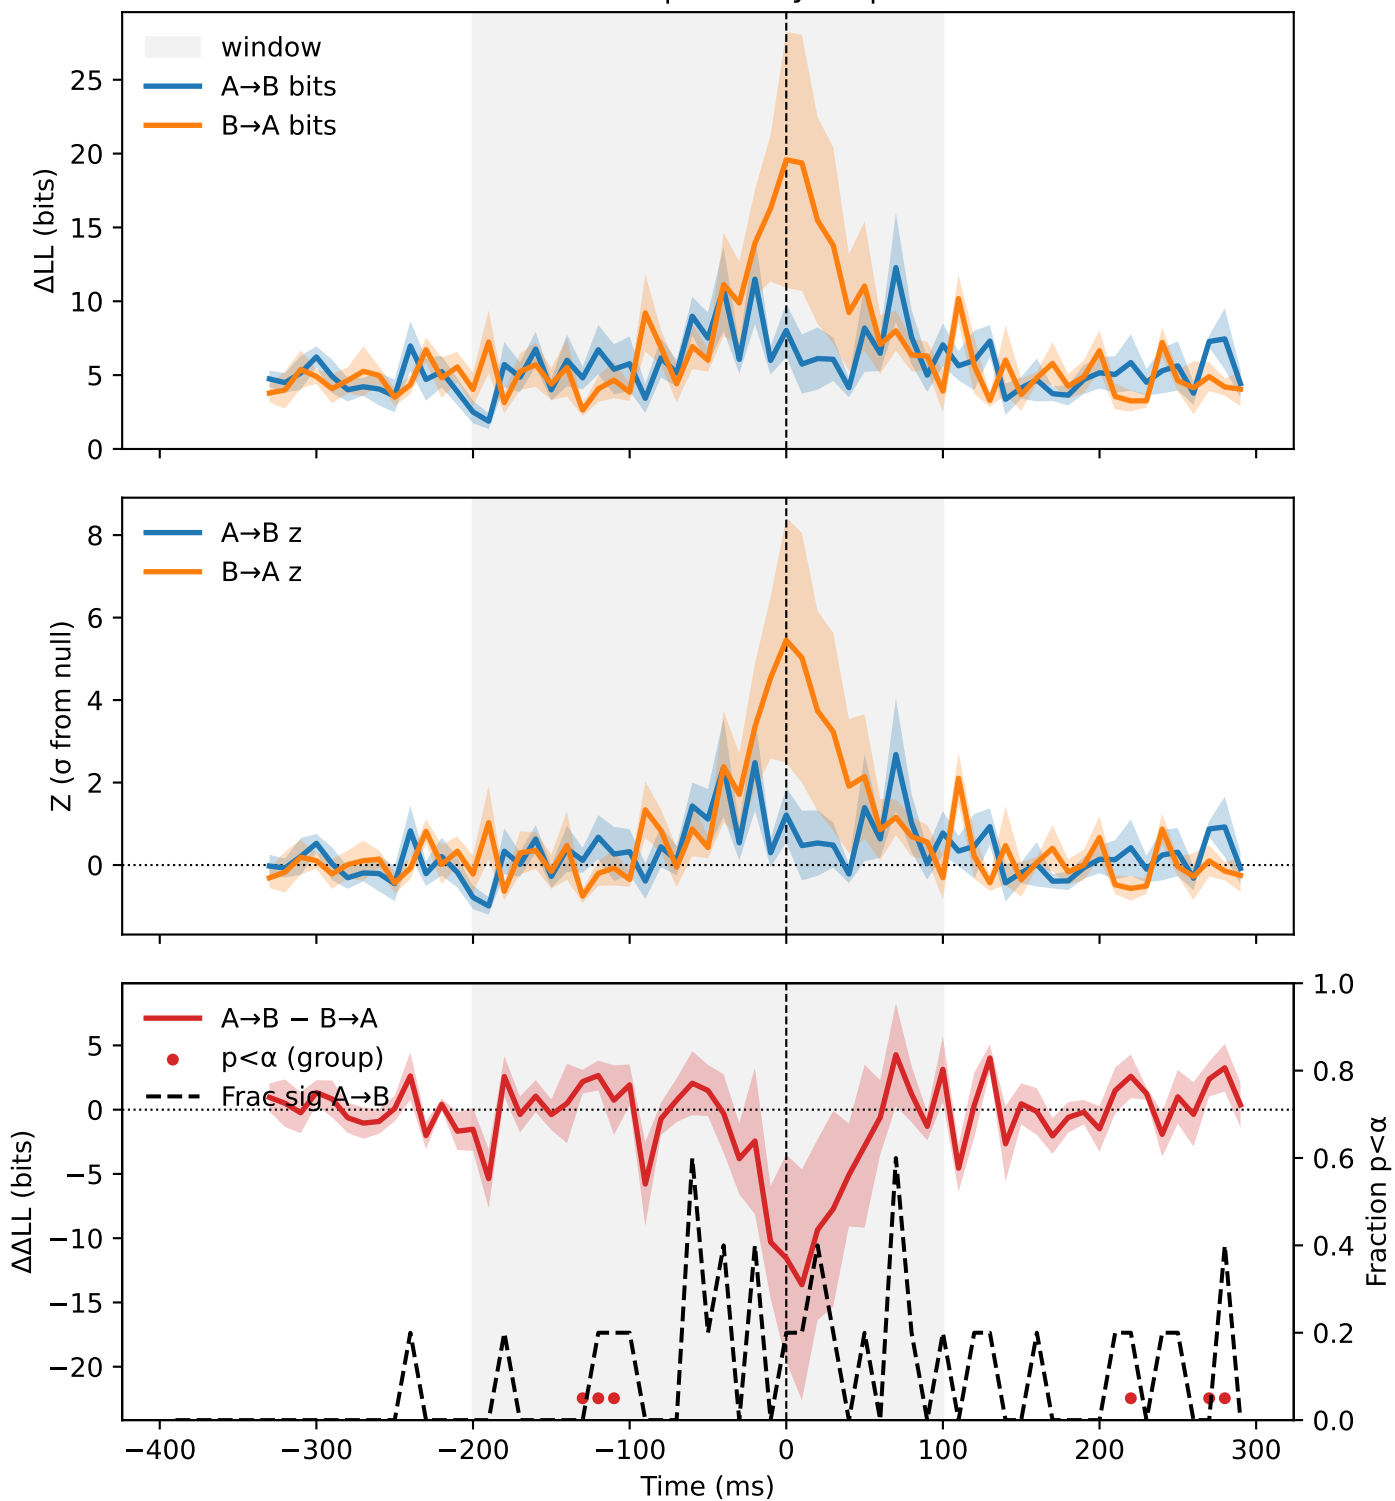 window
A→B bits
B→A bits
ΔLL (bits)
25
20
15
10
5
0
A→B z
B→A z
Z (σ from null)
8
6
4
2
0
A→B − B→A
p<α (group)
Frac sig A→B
ΔΔLL (bits)
5
0
−5
−10
−15
−20
1.0
0.8
0.6
0.4
0.2
0.0
Fraction p<α
−400 −300 −200 −100 0 100 200 300
Time (ms)